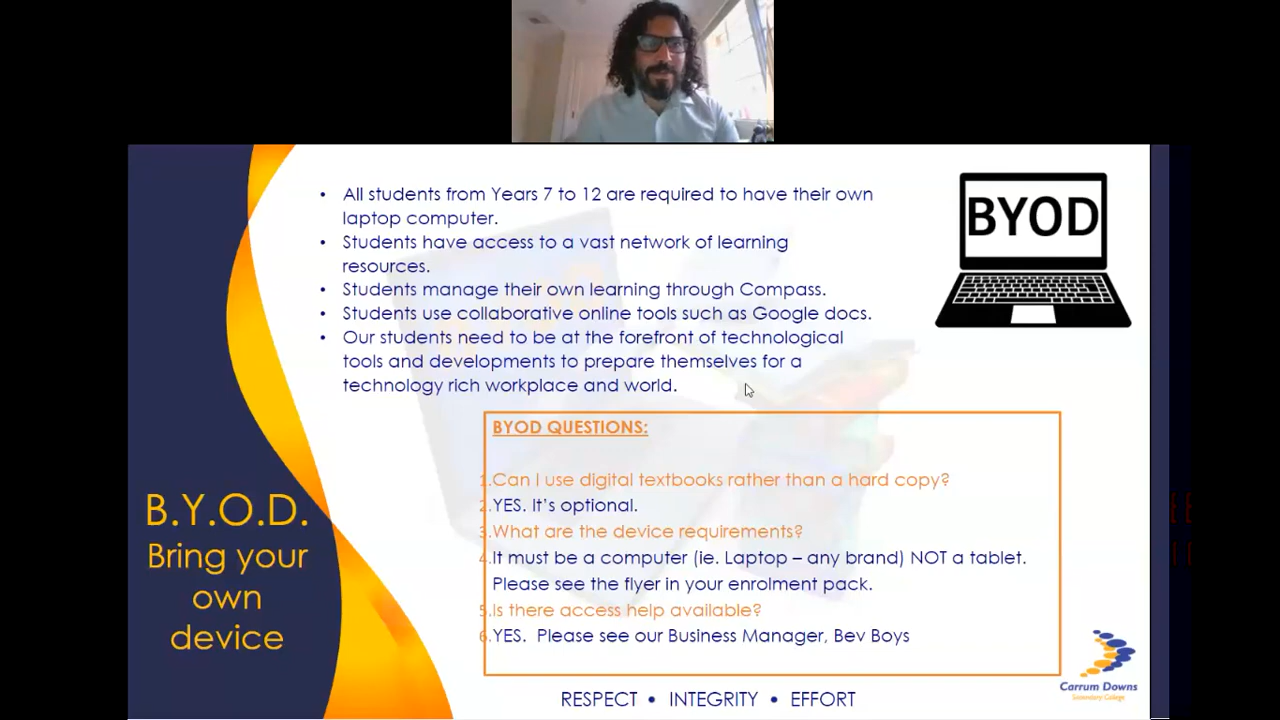 • All students from Years 7 to 12 are required to have their own
laptop computer.
• Students have access to a vast network of learning
resources.
• Students manage their own learning through Compass.
• Students use collaborative online tools such as Google docs.
• Our students need to be at the forefront of technological
tools and developments to prepare themselves for a
technology rich workplace and world.
BYOD
BYOD QUESTIONS:
1.Can I use digital textbooks rather than a hard copy?
2.YES. It’s optional.
3.What are the device requirements?
4.It must be a computer (ie. Laptop – any brand) NOT a tablet.
Please see the flyer in your enrolment pack.
5.Is there access help available?
6.YES. Please see our Business Manager, Bev Boys
B.Y.O.D.
Bring your
own
device
Carrum Downs
Secondary College
RESPECT • INTEGRITY • EFFORT